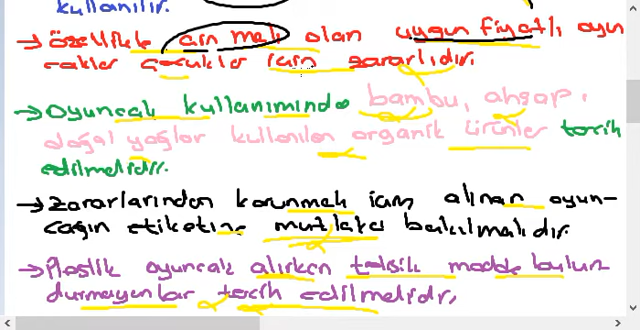 kullanılır.
→ özellikle çin malı olan uygun fiyatlı oyun
caklar çocuklar için zararlıdır.
→ Oyuncak kullanımında bambu, ahşap,
doğal yağlar kullanılan organik ürünler tercih
edilmelidir.
→ zararlarından korunmak için alınan oyun-
cağın etiketine mutlaka bakılmalıdır.
→ Plastik oyuncak alırken toksik madde bulun
durmayanlar tercih edilmelidir.